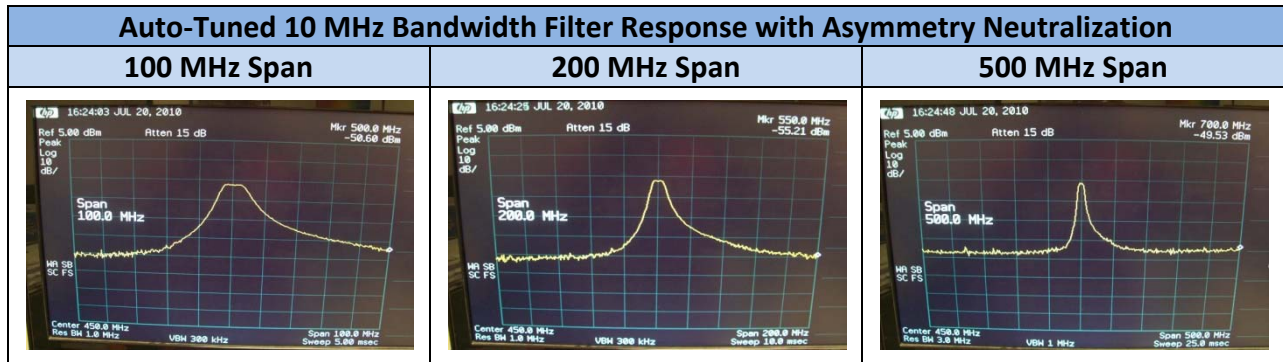 Auto-Tuned 10 MHz Bandwidth Filter Response with Asymmetry Neutralization
100 MHz Span
200 MHz Span
500 MHz Span
hp 16:24:03 JUL 20, 2010
Ref 5.00 dBm Atten 15 dB Mkr 500.0 MHz
-50.60 dBm
Peak
Log
10
dB/
Span
100.0 MHz
WA SB
SC FS
Center 450.0 MHz Span 100.0 MHz
Res BW 1.0 MHz VBW 300 kHz Sweep 5.00 msec
hp 16:24:25 JUL 20, 2010
Ref 5.00 dBm Atten 15 dB Mkr 550.0 MHz
-55.21 dBm
Peak
Log
10
dB/
Span
200.0 MHz
WA SB
SC FS
Center 450.0 MHz Span 200.0 MHz
Res BW 1.0 MHz VBW 300 kHz Sweep 10.0 msec
hp 16:24:48 JUL 20, 2010
Ref 5.00 dBm Atten 15 dB Mkr 700.0 MHz
-49.53 dBm
Peak
Log
10
dB/
Span
500.0 MHz
WA SB
SC FS
Center 450.0 MHz Span 500.0 MHz
Res BW 3.0 MHz VBW 1 MHz Sweep 25.0 msec